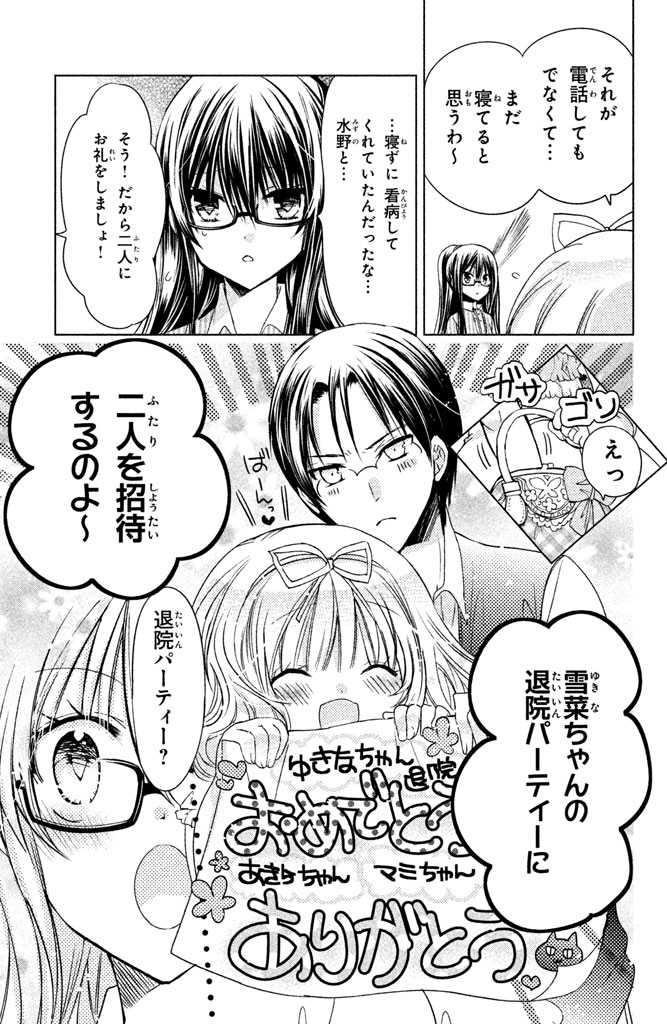 それが
電話しても
でなくて…
まだ
寝てると
思うわ～
…寝ずに看病して
くれていたんだったな…
水野と…
そう！だから二人に
お礼をしましょ！
ガサ
ゴソ
えっ
ばーんっ♥
雪菜ちゃんの
退院パーティーに
二人を招待
するのよ～
退院パーティー？
ゆきなちゃん
退院
おめでとう
あきらちゃん
マミちゃん
ありがとう